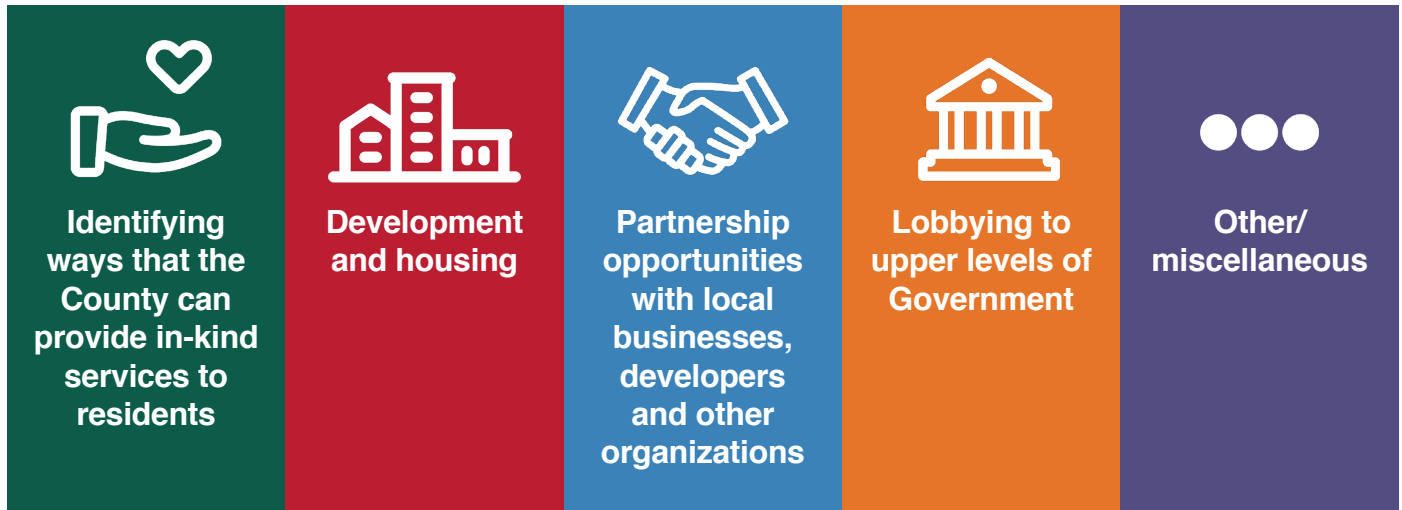 Identifying
ways that the
County can
provide in-kind
services to
residents
Development
and housing
Partnership
opportunities
with local
businesses,
developers
and other
organizations
Lobbying to
upper levels of
Government
Other/
miscellaneous